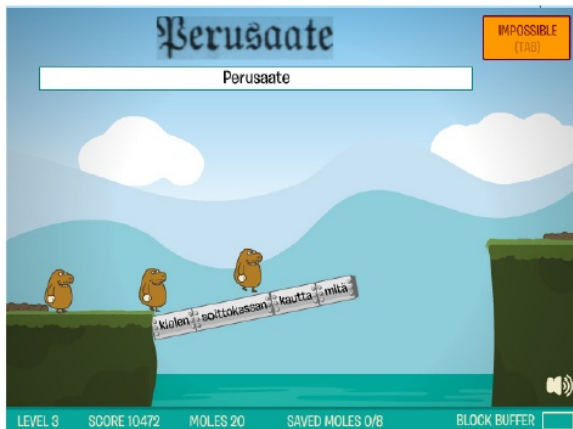 Perusaate
IMPOSSIBLE
(TAB)
Perusaate
kielen soittokassan kautta mitä
LEVEL 3 SCORE 10472 MOLES 20 SAVED MOLES 0/8 BLOCK BUFFER